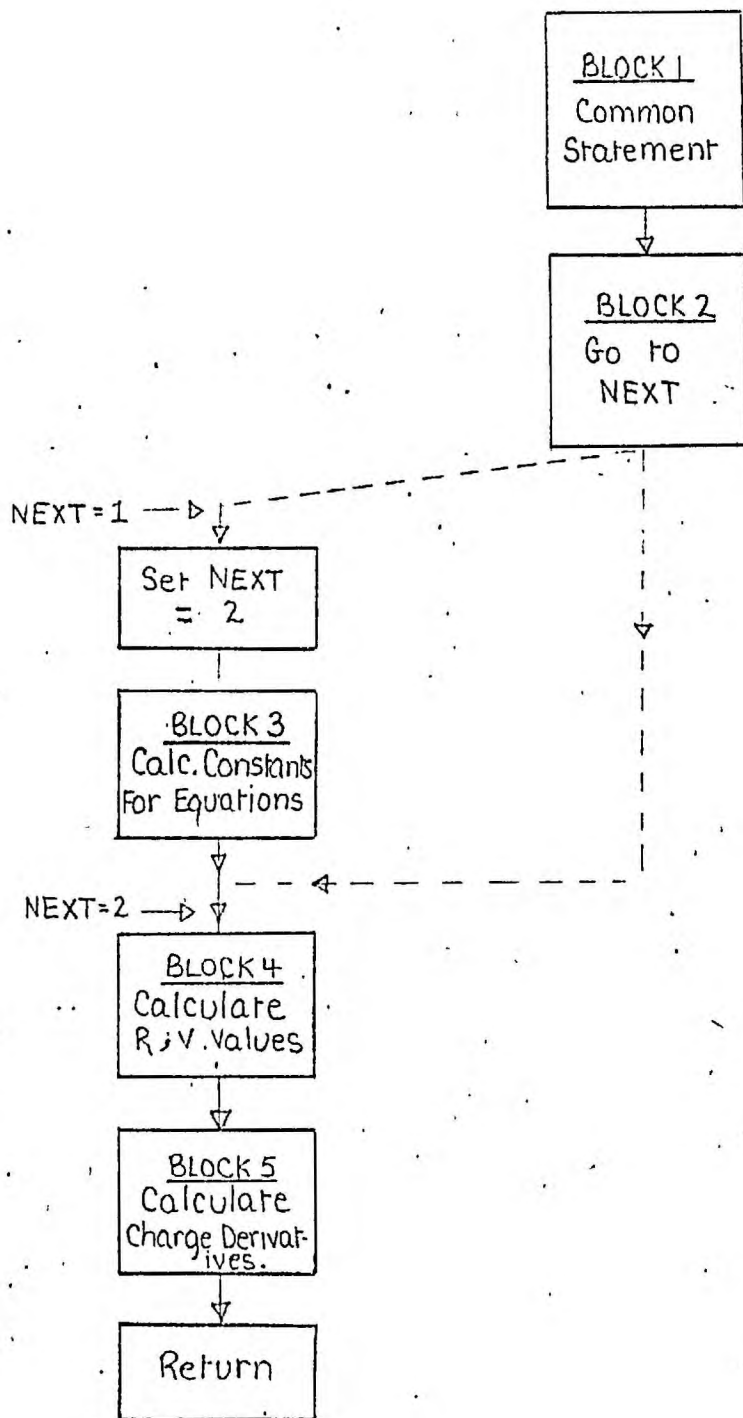 BLOCK 1
Common
Statement
BLOCK 2
Go to
NEXT
NEXT=1
Set NEXT
= 2
BLOCK 3
Calc. Constants
For Equations
NEXT=2
BLOCK 4
Calculate
R; V. Values
BLOCK 5
Calculate
Charge Derivat-
ives.
Return